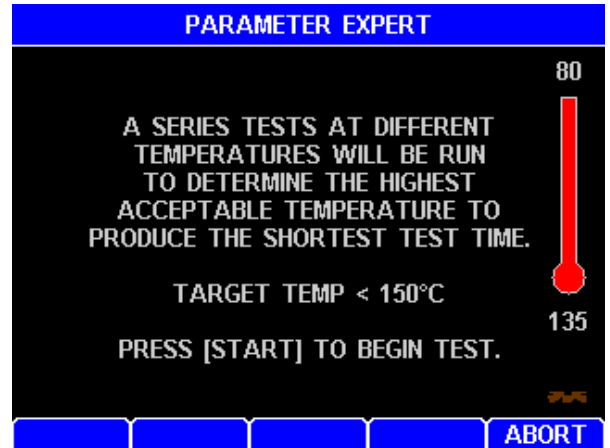 PARAMETER EXPERT
80
A SERIES TESTS AT DIFFERENT
TEMPERATURES WILL BE RUN
TO DETERMINE THE HIGHEST
ACCEPTABLE TEMPERATURE TO
PRODUCE THE SHORTEST TEST TIME.
TARGET TEMP < 150°C
135
PRESS [START] TO BEGIN TEST.
ABORT